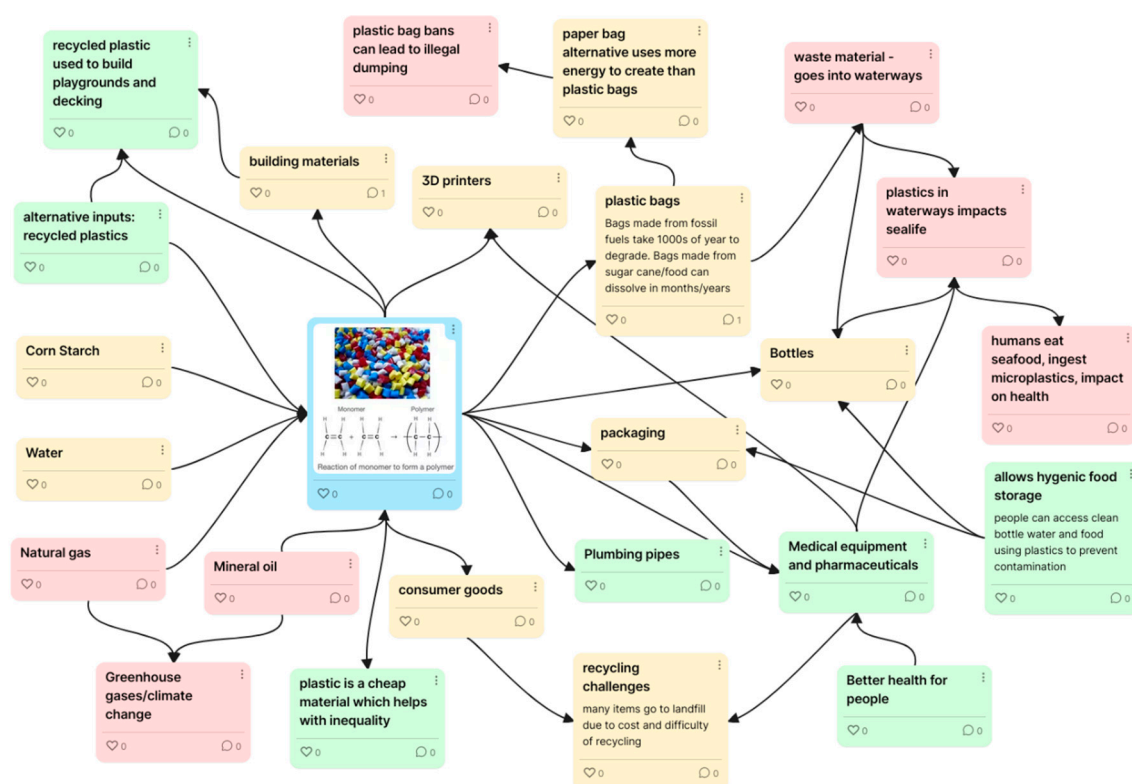 recycled plastic
used to build
playgrounds and
decking
0
0
plastic bag bans
can lead to illegal
dumping
0
0
paper bag
alternative uses more
energy to create than
plastic bags
0
0
waste material -
goes into waterways
0
0
building materials
0
1
3D printers
0
0
plastic bags
Bags made from fossil
fuels take 1000s of year to
degrade. Bags made from
sugar cane/food can
dissolve in months/years
0
1
plastics in
waterways impacts
sealife
0
0
alternative inputs:
recycled plastics
0
0
Corn Starch
0
0
Monomer
Polymer
H H H H H H
C=C + C=C → (C-C)
H H H H H H
Reaction of monomer to form a polymer
0
0
Bottles
0
0
humans eat
seafood, ingest
microplastics, impact
on health
0
0
Water
0
0
packaging
0
0
allows hygenic food
storage
people can access clean
bottle water and food
using plastics to prevent
contamination
0
0
Natural gas
0
0
Mineral oil
0
0
consumer goods
0
0
Plumbing pipes
0
0
Medical equipment
and pharmaceuticals
0
0
Greenhouse
gases/climate
change
0
0
plastic is a cheap
material which helps
with inequality
0
0
recycling
challenges
many items go to landfill
due to cost and difficulty
of recycling
0
0
Better health for
people
0
0